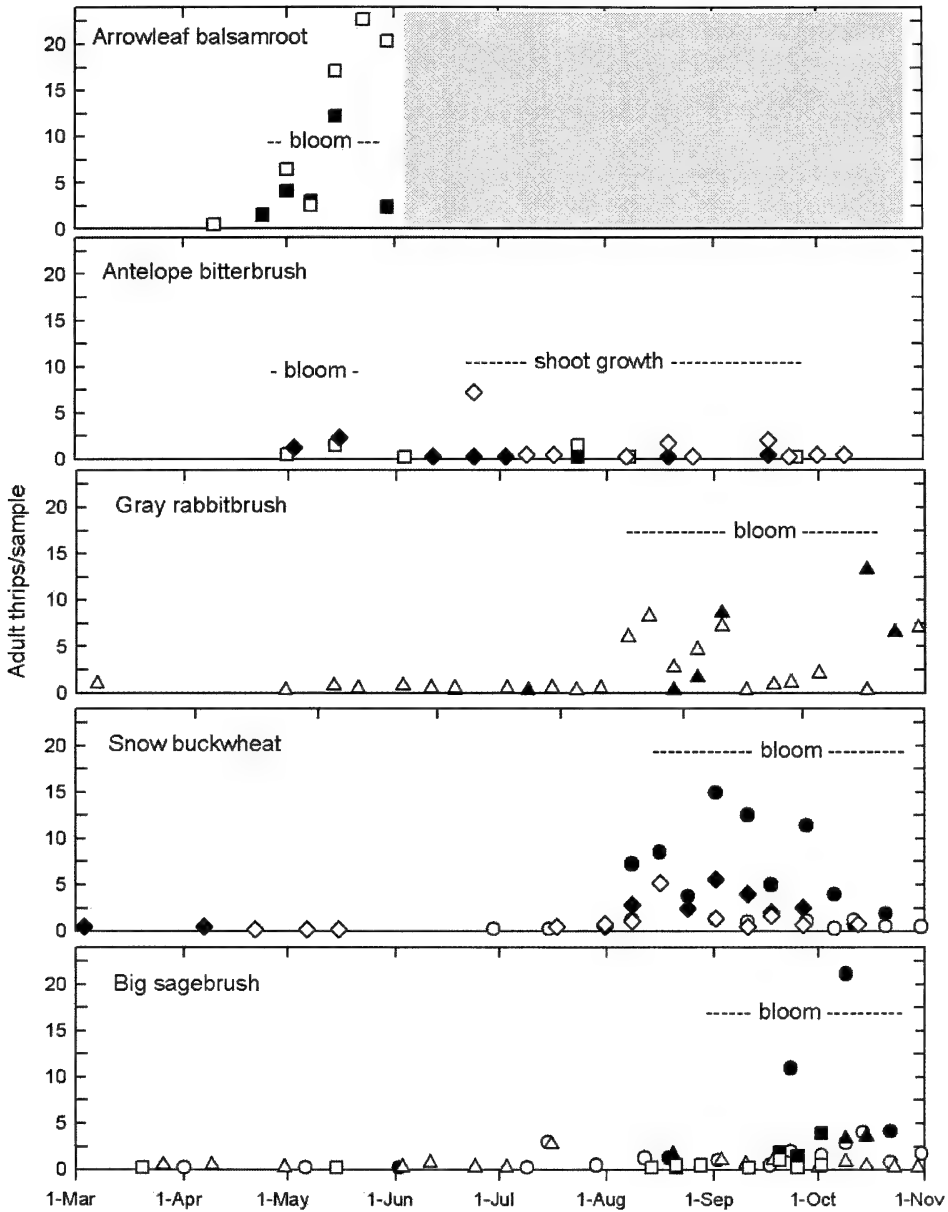 Arrowleaf balsamroot
20
15
10
5
0
-- bloom ---
Antelope bitterbrush
20
15
10
5
0
- bloom -
---------- shoot growth --------------------
Gray rabbitbrush
20
15
10
5
0
--------------- bloom -------------
Snow buckwheat
20
15
10
5
0
--------------- bloom -------------
Big sagebrush
20
15
10
5
0
------- bloom -------------
Adult thrips/sample
1-Mar 1-Apr 1-May 1-Jun 1-Jul 1-Aug 1-Sep 1-Oct 1-Nov